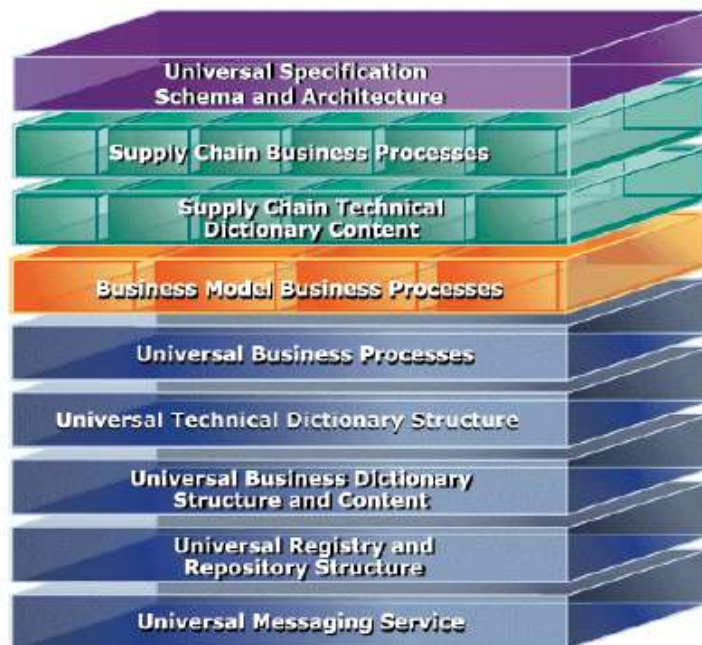 Universal Specification
Schema and Architecture
Supply Chain Business Processes
Supply Chain Technical
Dictionary Content
Business Model Business Processes
Universal Business Processes
Universal Technical Dictionary Structure
Universal Business Dictionary
Structure and Content
Universal Registry and
Repository Structure
Universal Messaging Service